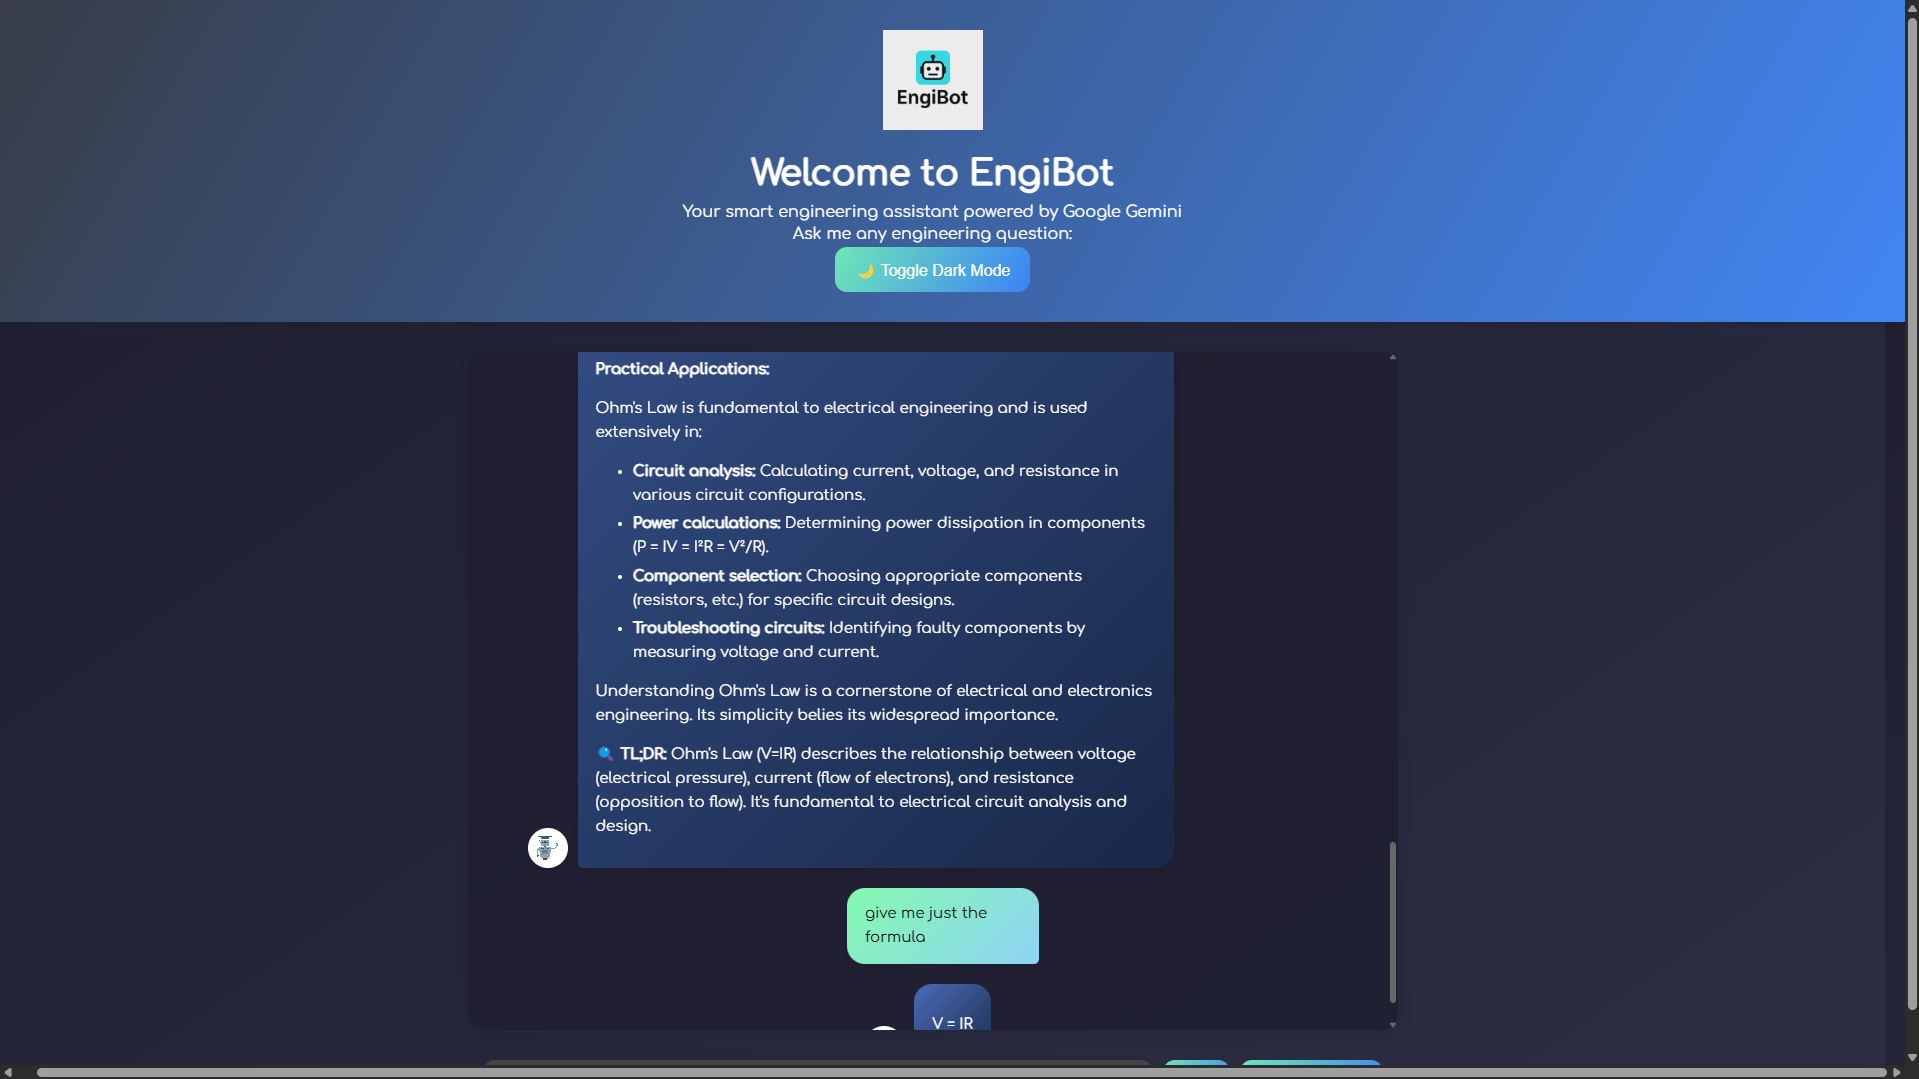 EngiBot
Welcome to EngiBot
Your smart engineering assistant powered by Google Gemini
Ask me any engineering question:
🌙 Toggle Dark Mode
Practical Applications:
Ohm's Law is fundamental to electrical engineering and is used
extensively in:
• Circuit analysis: Calculating current, voltage, and resistance in
various circuit configurations.
• Power calculations: Determining power dissipation in components
(P = IV = I²R = V²/R).
• Component selection: Choosing appropriate components
(resistors, etc.) for specific circuit designs.
• Troubleshooting circuits: Identifying faulty components by
measuring voltage and current.
Understanding Ohm's Law is a cornerstone of electrical and electronics
engineering. Its simplicity belies its widespread importance.
🔍 TL;DR: Ohm's Law (V=IR) describes the relationship between voltage
(electrical pressure), current (flow of electrons), and resistance
(opposition to flow). It's fundamental to electrical circuit analysis and
design.
give me just the
formula
V = IR